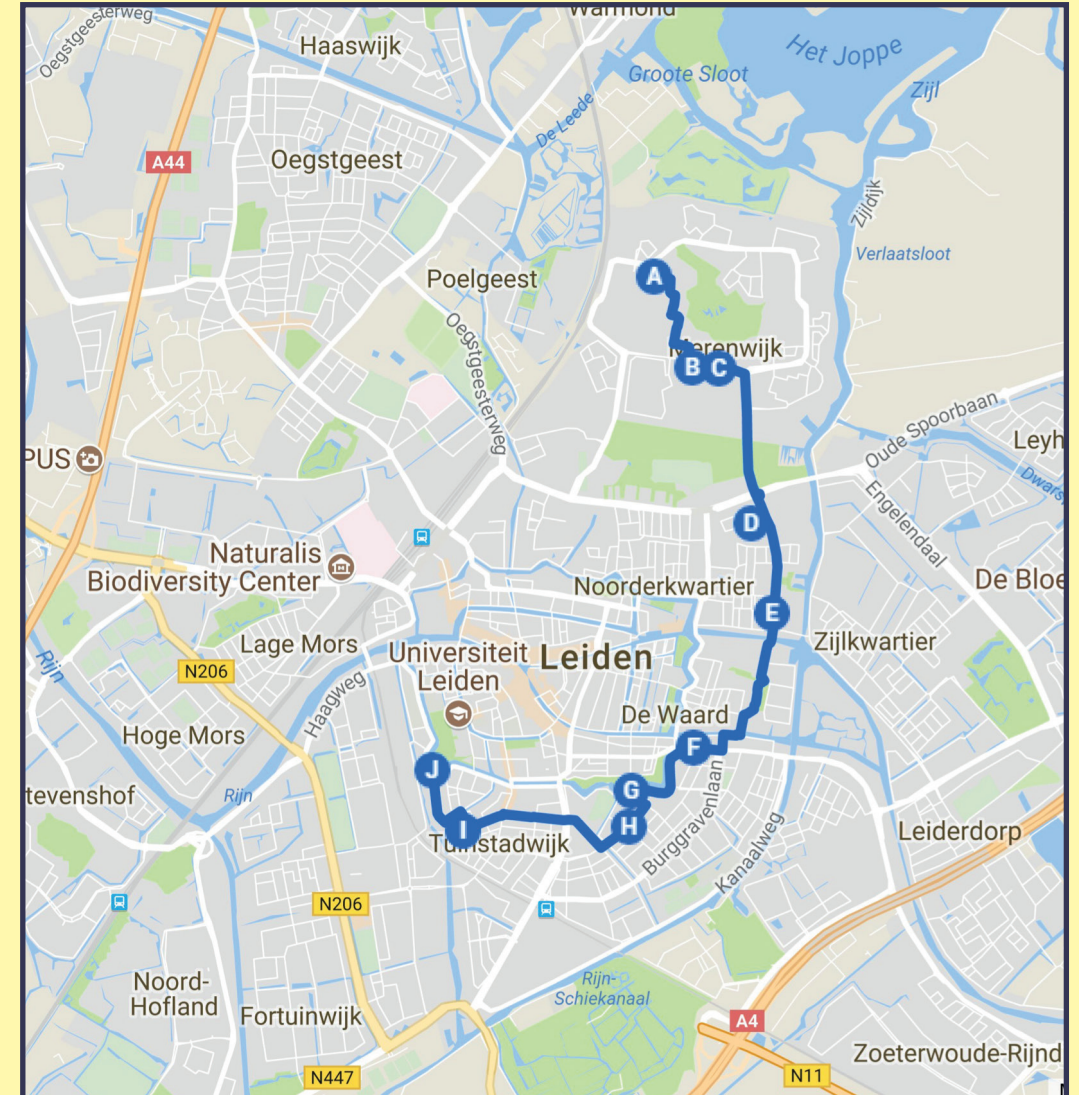 Warmond
Oegstgeesterweg
Haaswijk
Het Joppe
Groote Sloot
Zijl
De Leede
A44
Oegstgeest
Zijldijk
Verlaatsloot
Poelgeest
A
Oegstgeesterweg
Merenwijk
B
C
Oude Spoorbaan
Leyh
PUS
Dwars
Engelendaal
D
Naturalis
Biodiversity Center
Noorderkwartier
De Bloe
E
Lage Mors
Universiteit
Leiden
Leiden
Zijlkwartier
Rijn
N206
Haagweg
De Waard
Hoge Mors
F
J
tevenshof
Rijn
G
Burggravenlaan
H
I
Tuinstadwijk
Kanaalweg
Leiderdorp
N206
Noord-
Hofland
Rijn-
Schiekanaal
Fortuinwijk
A4
Zoeterwoude-Rijnd
N447
N11